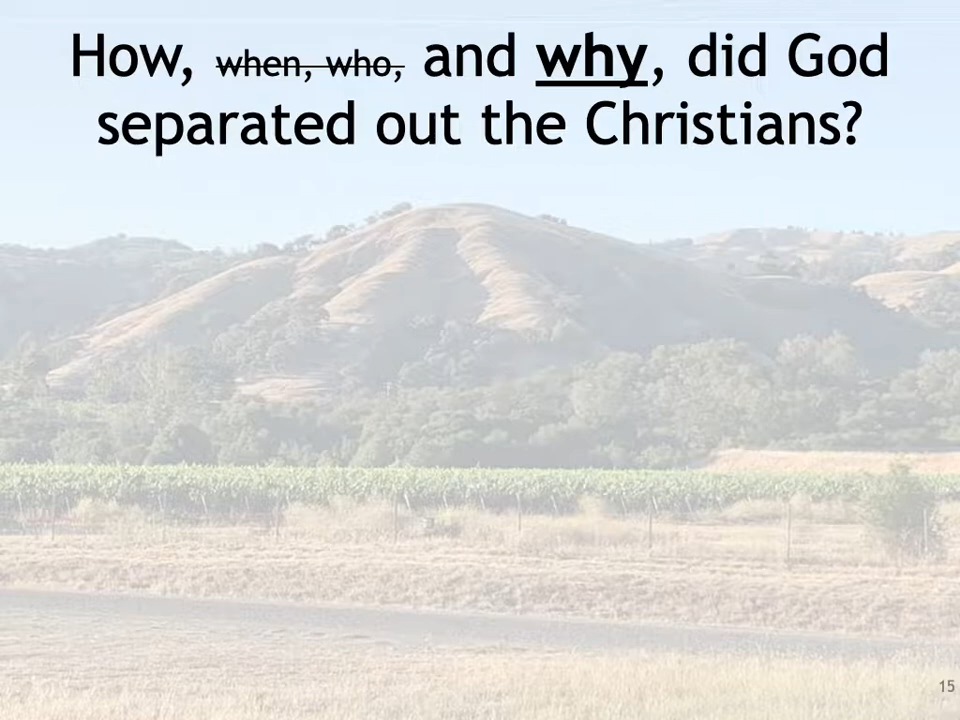 How, when, who, and why, did God
separated out the Christians?
15